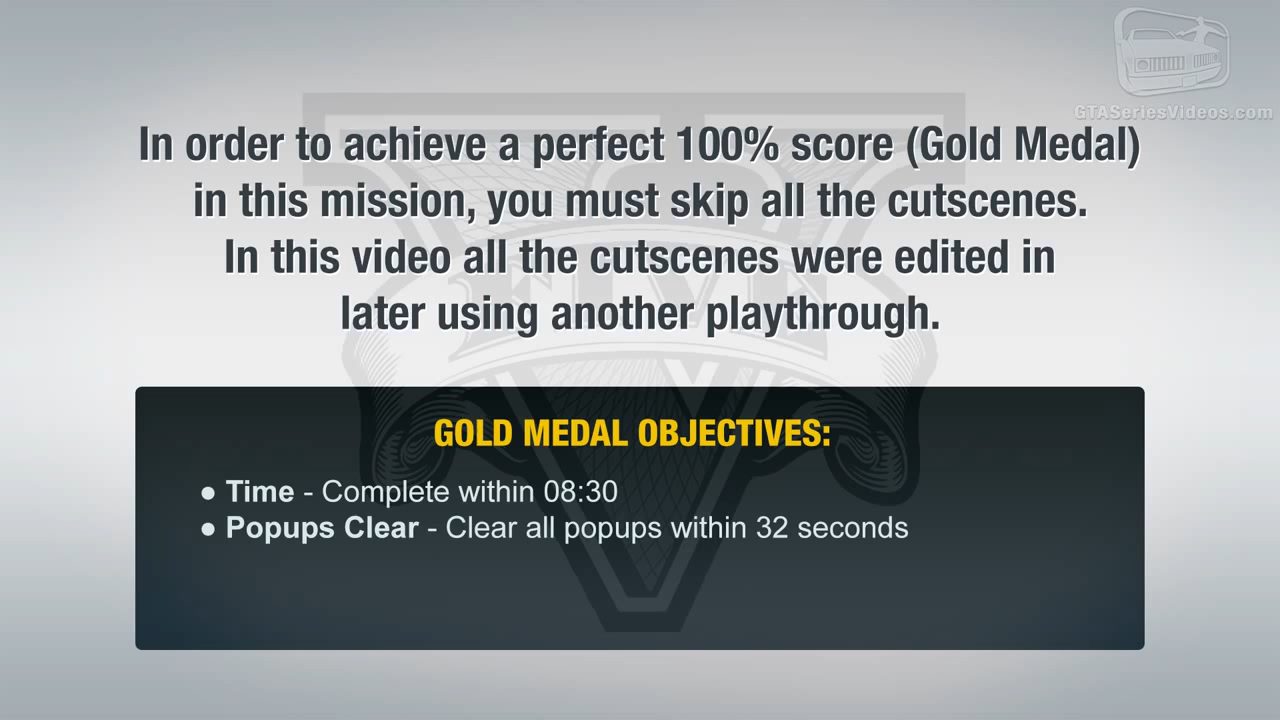 GTASeriesVideos.com
In order to achieve a perfect 100% score (Gold Medal)
in this mission, you must skip all the cutscenes.
In this video all the cutscenes were edited in
later using another playthrough.
FIVE
GOLD MEDAL OBJECTIVES:
● Time - Complete within 08:30
● Popups Clear - Clear all popups within 32 seconds